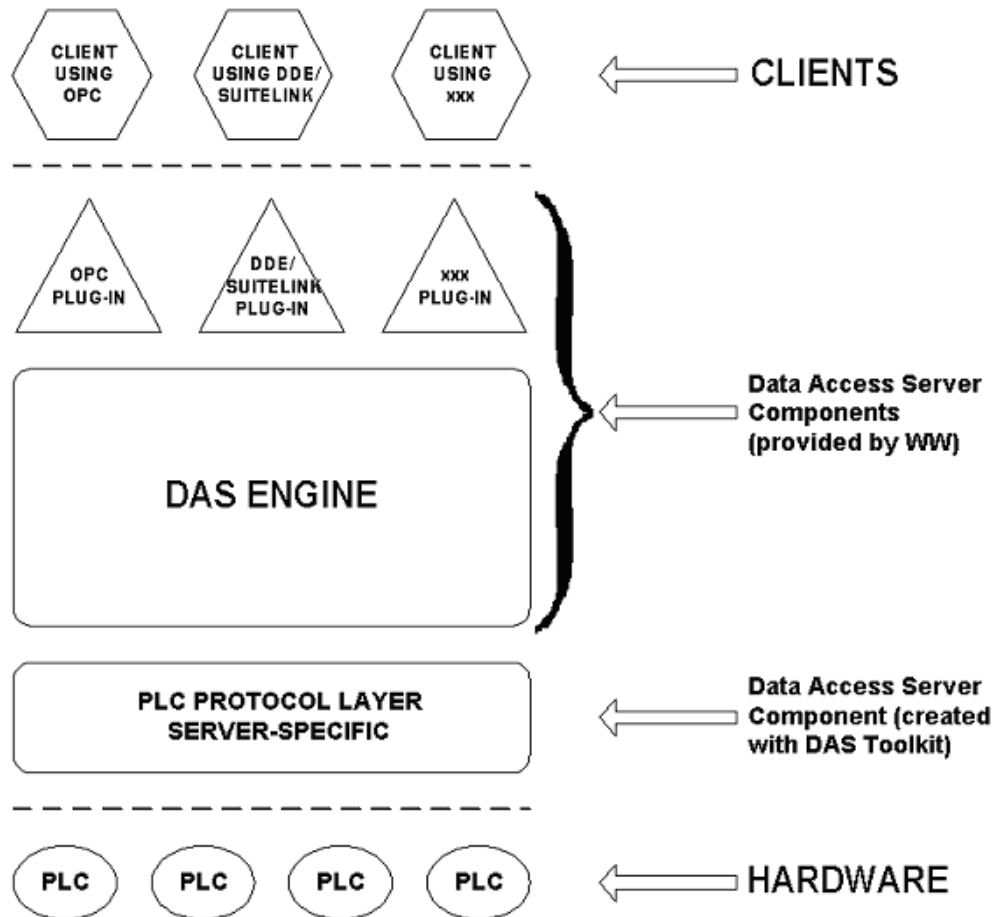 CLIENT
USING
OPC
CLIENT
USING DDE/
SUITELINK
CLIENT
USING
xxx
CLIENTS
OPC
PLUG-IN
DDE/
SUITELINK
PLUG-IN
xxx
PLUG-IN
Data Access Server
Components
(provided by WW)
DAS ENGINE
PLC PROTOCOL LAYER
SERVER-SPECIFIC
Data Access Server
Component (created
with DAS Toolkit)
PLC
PLC
PLC
PLC
HARDWARE